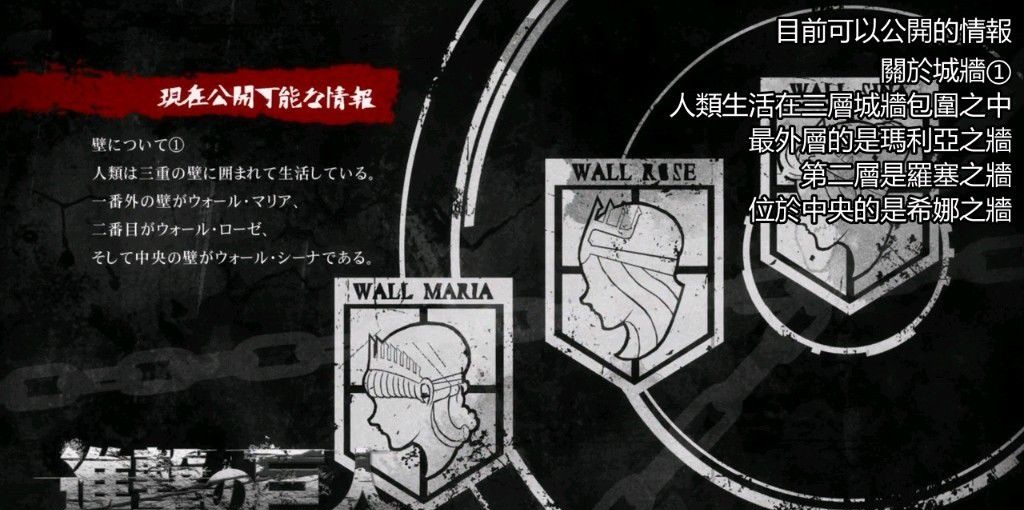 現在公開可能な情報
壁について①
人類は三重の壁に囲まれて生活している。
一番外の壁がウォール・マリア、
二番目がウォール・ローゼ、
そして中央の壁がウォール・シーナである。
目前可以公開的情報
關於城牆①
人類生活在三層城牆包圍之中
最外層的是瑪利亞之牆
第二層是羅塞之牆
位於中央的是希娜之牆
WALL MARIA
WALL ROSE
WALL
進撃の巨人